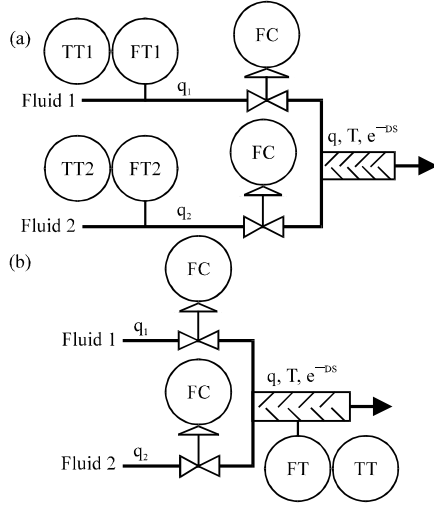 (a)
FC
TT1 FT1
q₁
Fluid 1
q, T, e⁻ᴰˢ
FC
TT2 FT2
q₂
Fluid 2
(b)
FC
q₁
Fluid 1
q, T, e⁻ᴰˢ
FC
q₂
Fluid 2
FT TT